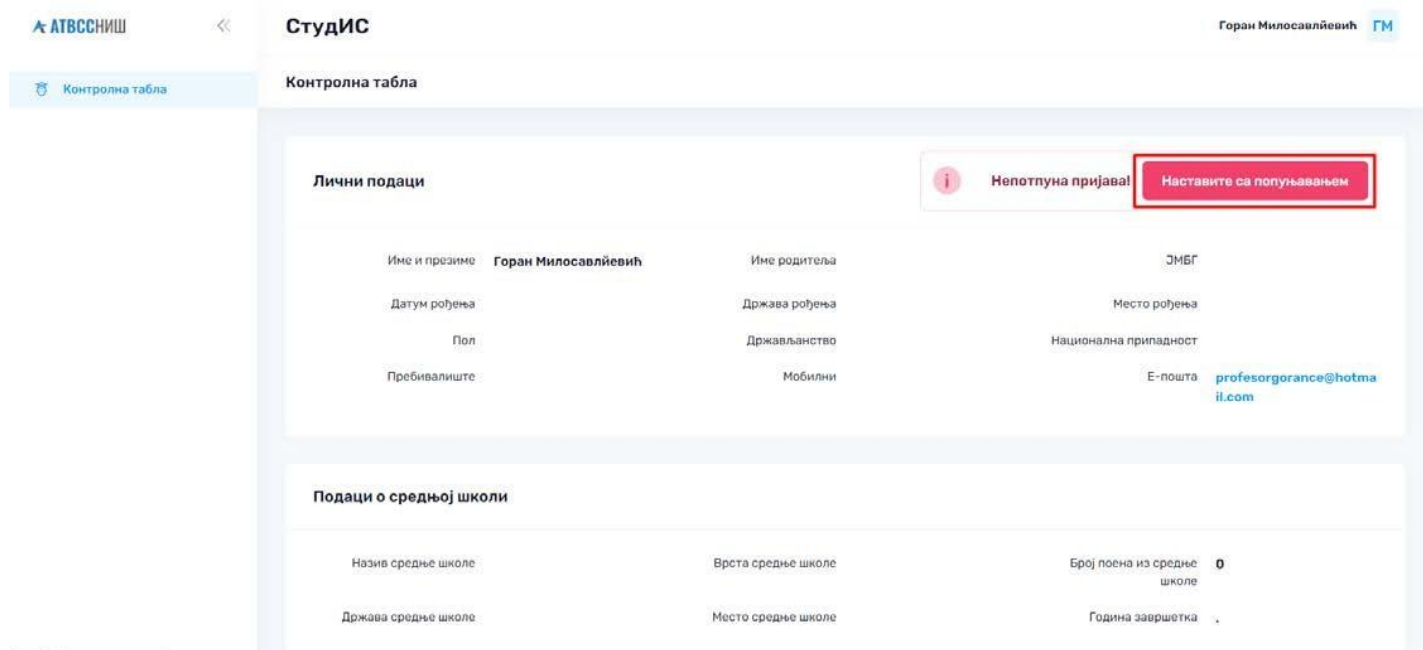 АТВССНИШ
СтудИС
Горан Милосавлйевић ГМ
Контролна табла
Контролна табла
Лични подаци
Непотпуна пријава!
Наставите са попуњавањем
Име и презиме Горан Милосавлйевић Име родитеља ЈМБГ
Датум рођења Држава рођења Место рођења
Пол Држављанство Национална припадност
Пребивалиште Мобилни Е-пошта profesorgorance@hotma
il.com
Подаци о средњој школи
Назив средње школе Врста средње школе Број поена из средње 0
школе
Држава средње школе Место средње школе Година завршетка .